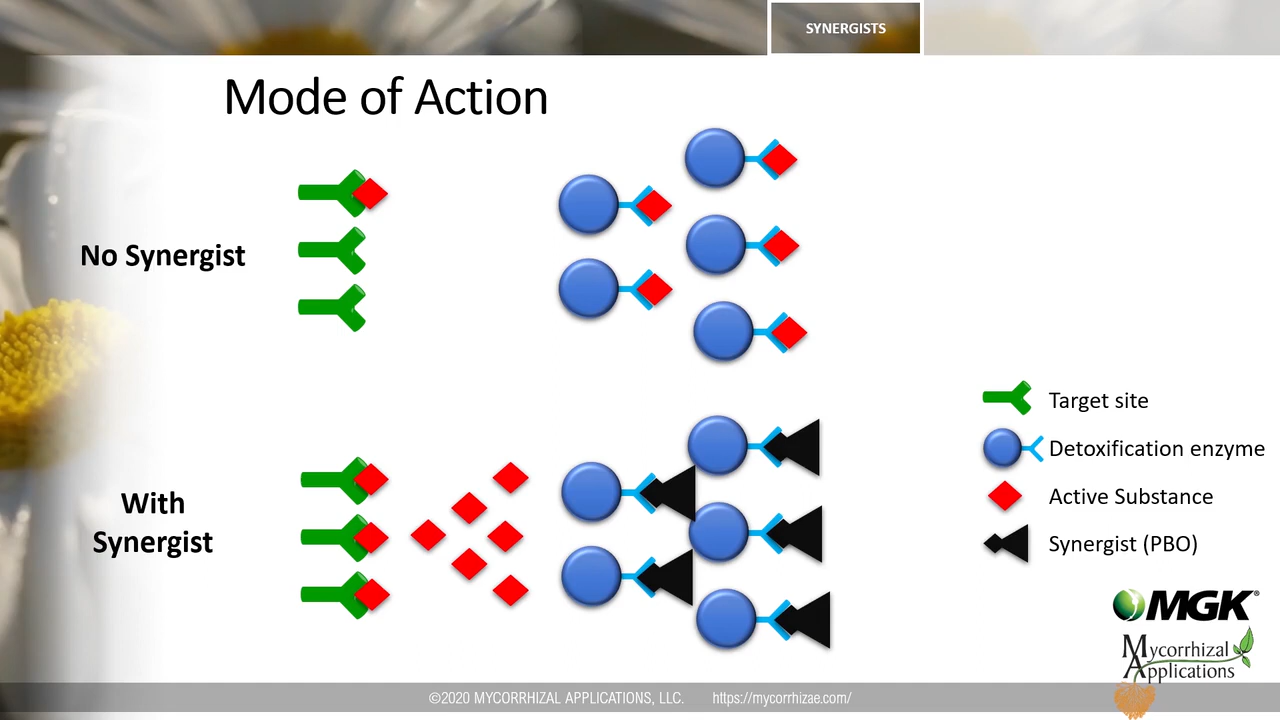 SYNERGISTS
Mode of Action
No Synergist
With
Synergist
Target site
Detoxification enzyme
Active Substance
Synergist (PBO)
MGK®
Mycorrhizal
Applications
©2020 MYCORRHIZAL APPLICATIONS, LLC. https://mycorrhizae.com/